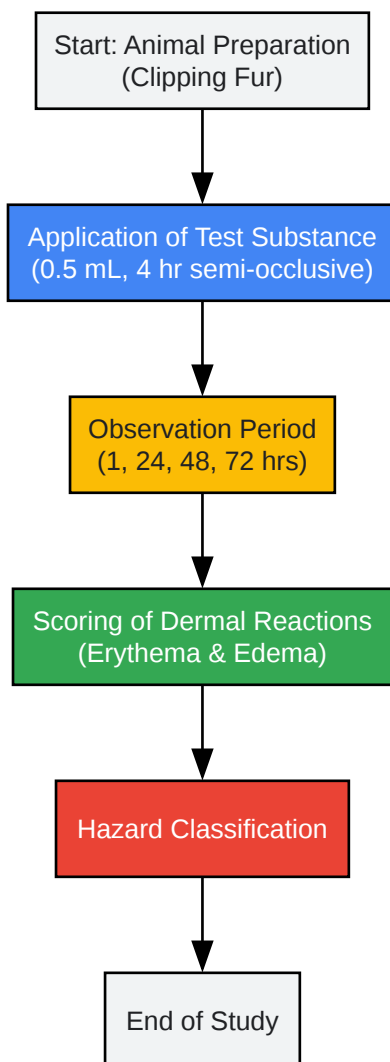 Start: Animal Preparation
(Clipping Fur)
Application of Test Substance
(0.5 mL, 4 hr semi-occlusive)
Observation Period
(1, 24, 48, 72 hrs)
Scoring of Dermal Reactions
(Erythema & Edema)
Hazard Classification
End of Study